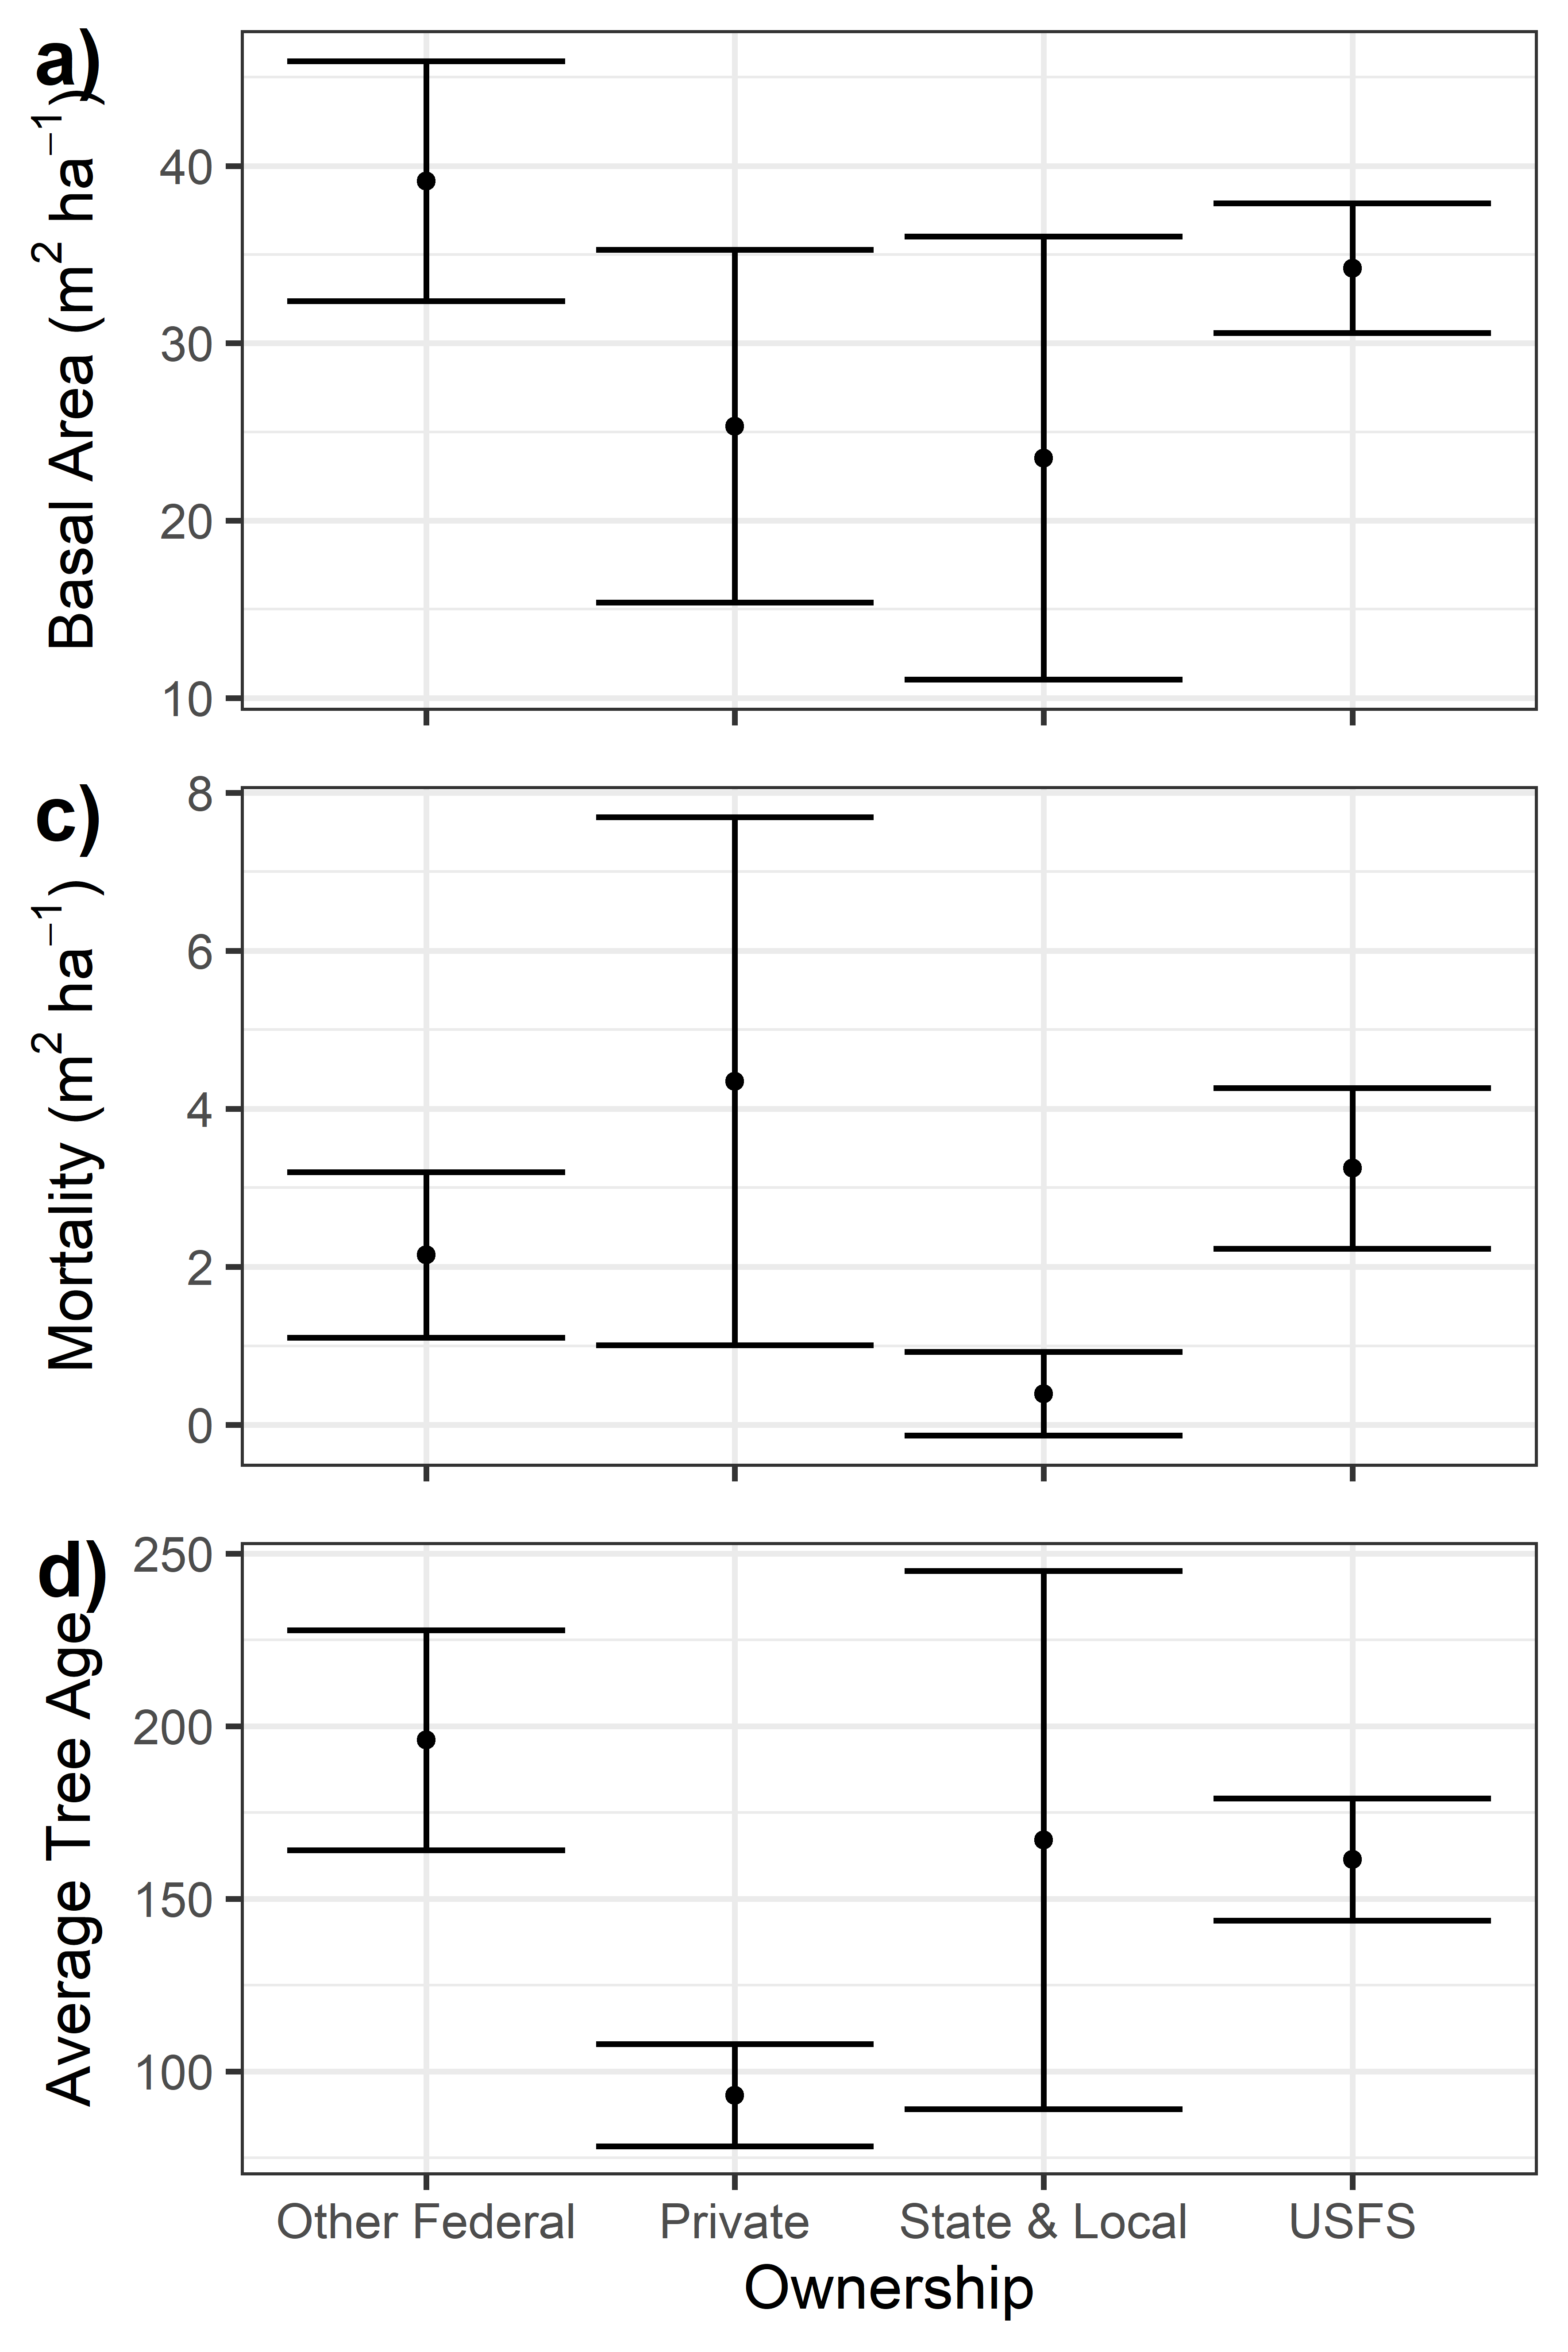 a)
Basal Area (m² ha⁻¹)
40
30
20
10
c)
Mortality (m² ha⁻¹)
8
6
4
2
0
d)
Average Tree Age
250
200
150
100
Other Federal Private State & Local USFS
Ownership